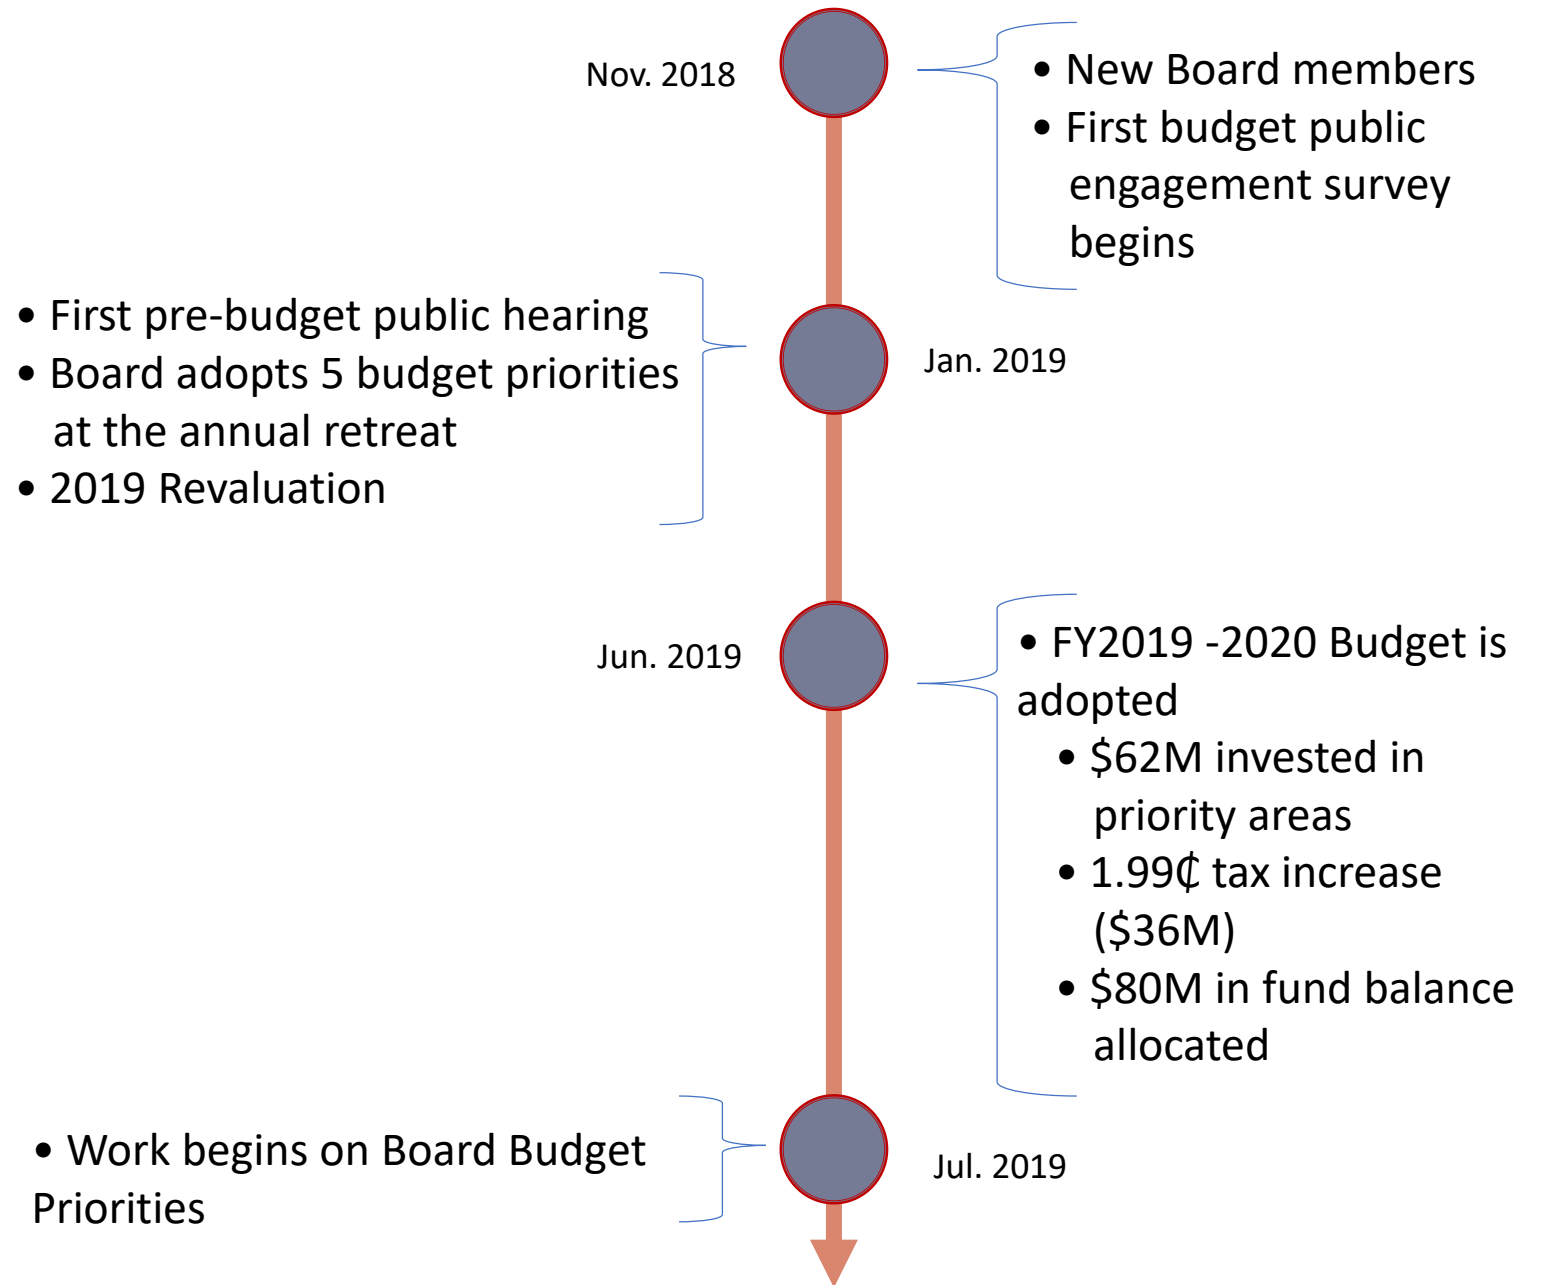 Nov. 2018
• New Board members
• First budget public
engagement survey
begins
• First pre-budget public hearing
• Board adopts 5 budget priorities
at the annual retreat
• 2019 Revaluation
Jan. 2019
Jun. 2019
• FY2019 -2020 Budget is
adopted
• $62M invested in
priority areas
• 1.99₵ tax increase
($36M)
• $80M in fund balance
allocated
• Work begins on Board Budget
Priorities
Jul. 2019